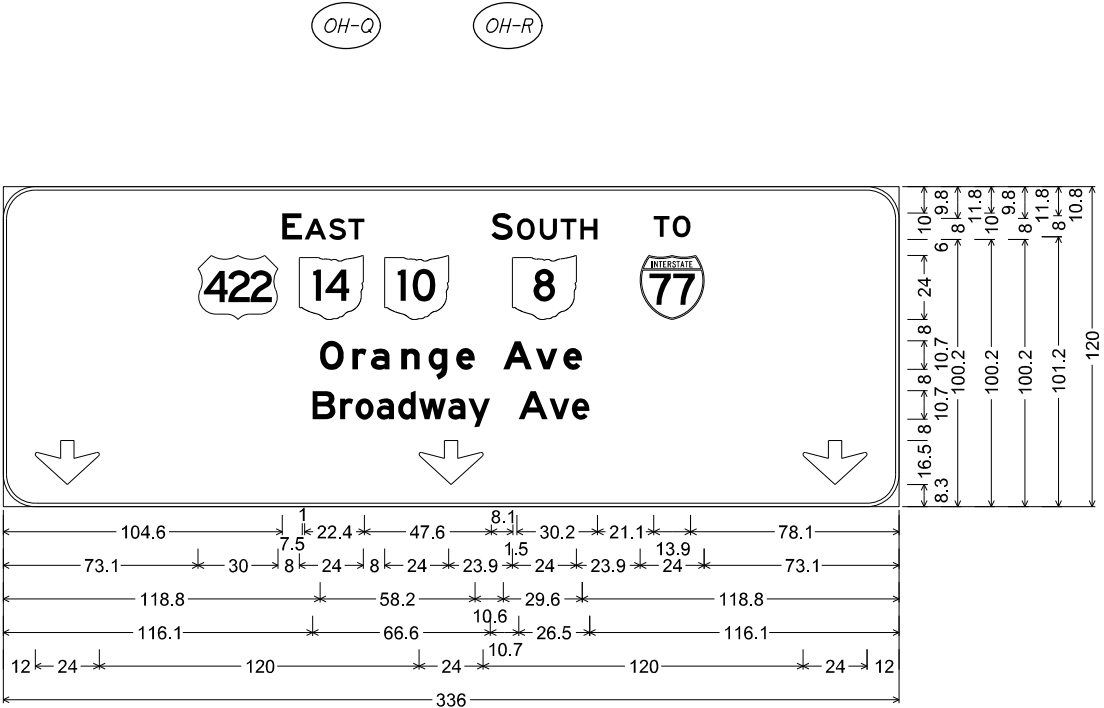 OH-Q OH-R
EAST SOUTH TO
422 14 10 8 INTERSTATE 77
Orange Ave
Broadway Ave
104.6 7.5 1 22.4 47.6 8.1 1.5 30.2 21.1 13.9 78.1
73.1 30 8 24 8 24 23.9 24 23.9 24 73.1
118.8 58.2 10.6 29.6 118.8
116.1 66.6 10.7 26.5 116.1
12 24 120 24 120 24 12
336
9.8 10 6 24 8 10.7 8 10.7 8 16.5 8.3
11.8 8 100.2
9.8 10 100.2
11.8 8 100.2
10.8 8 101.2
120